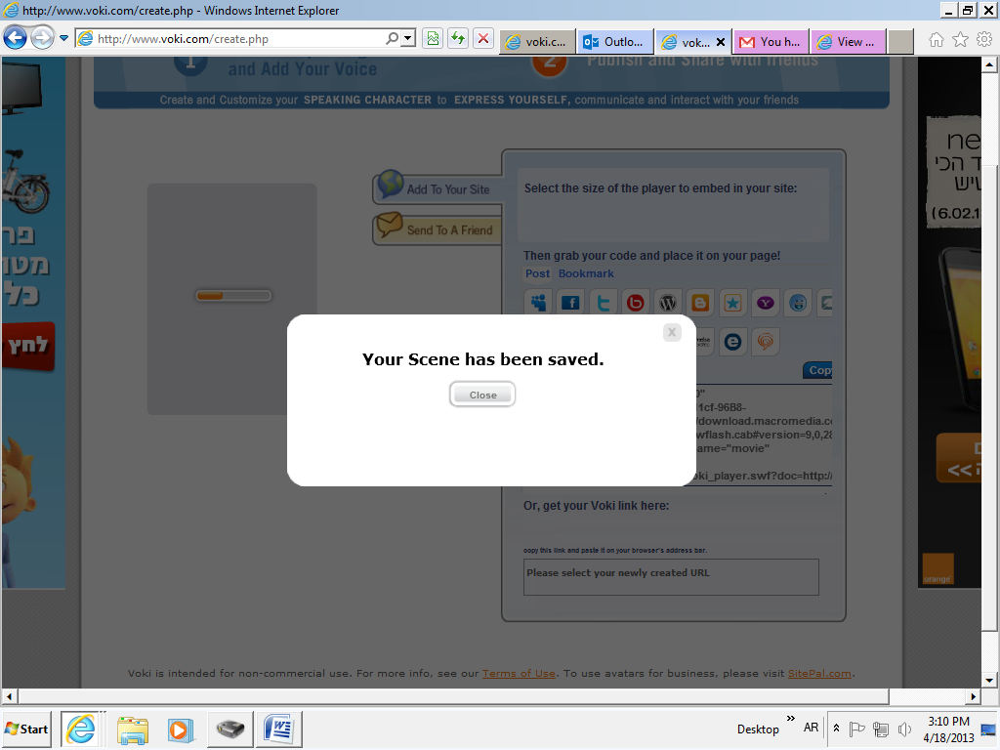 http://www.voki.com/create.php - Windows Internet Explorer
http://www.voki.com/create.php
voki.c...
Outlo...
vok...
You h...
View ...
1
and Add Your Voice
2
Publish and Share with friends
Create and Customize your SPEAKING CHARACTER to EXPRESS YOURSELF, communicate and interact with your friends
Add To Your Site
Send To A Friend
Select the size of the player to embed in your site:
Then grab your code and place it on your page!
Post Bookmark
Your Scene has been saved.
Close
X
Copy
0"
1cf-96B8-
/download.macromedia.c
wflash.cab#version=9,0,28
ame="movie"
oki_player.swf?doc=http://
Or, get your Voki link here:
copy this link and paste it on your browser's address bar.
Please select your newly created URL
Voki is intended for non-commercial use. For more info, see our Terms of Use. To use avatars for business, please visit SitePal.com.
מטו
כל
לחץ
ne
ד הכי
טיש
(6.02.1
<<
orange
Start
Desktop
AR
3:10 PM
4/18/2013